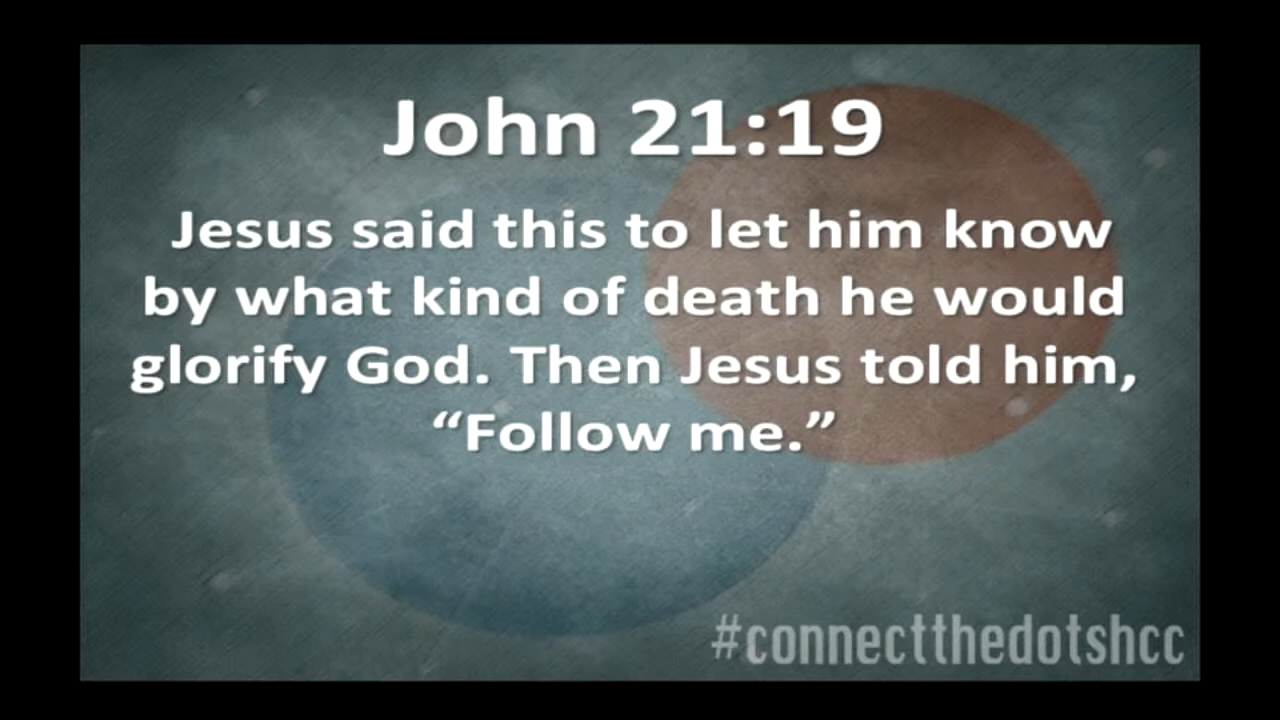 John 21:19
Jesus said this to let him know
by what kind of death he would
glorify God. Then Jesus told him,
“Follow me.”
#connectthedotshcc